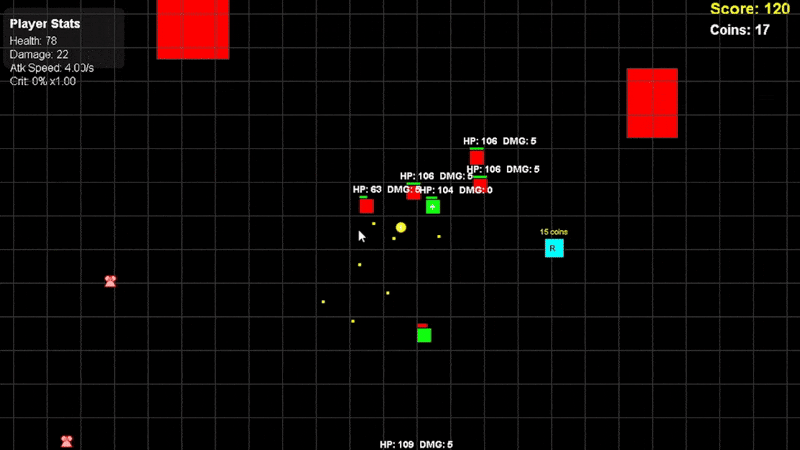 Score: 120
Player Stats
Coins: 17
Health: 78
Damage: 22
Atk Speed: 4.00/s
Crit: 0% x1.00
HP: 106 DMG: 5
HP: 106 DMG: 5
HP: 106 DMG: 5
HP: 63 DMG: 5
HP: 104 DMG: 0
15 coins
R
HP: 109 DMG: 5